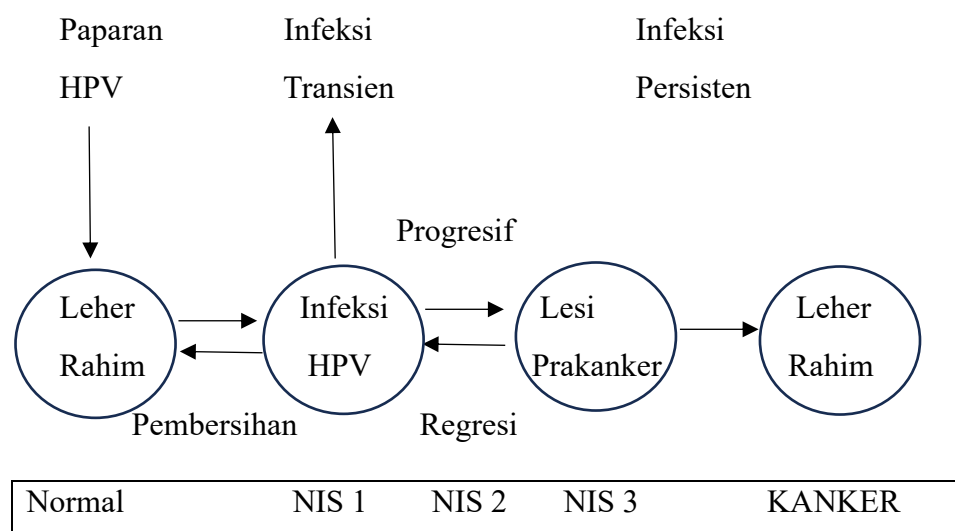 Paparan Infeksi Infeksi
HPV Transien Persisten
Progresif
Leher Infeksi Lesi Leher
Rahim HPV Prakanker Rahim
Pembersihan Regresi
Normal NIS 1 NIS 2 NIS 3 KANKER